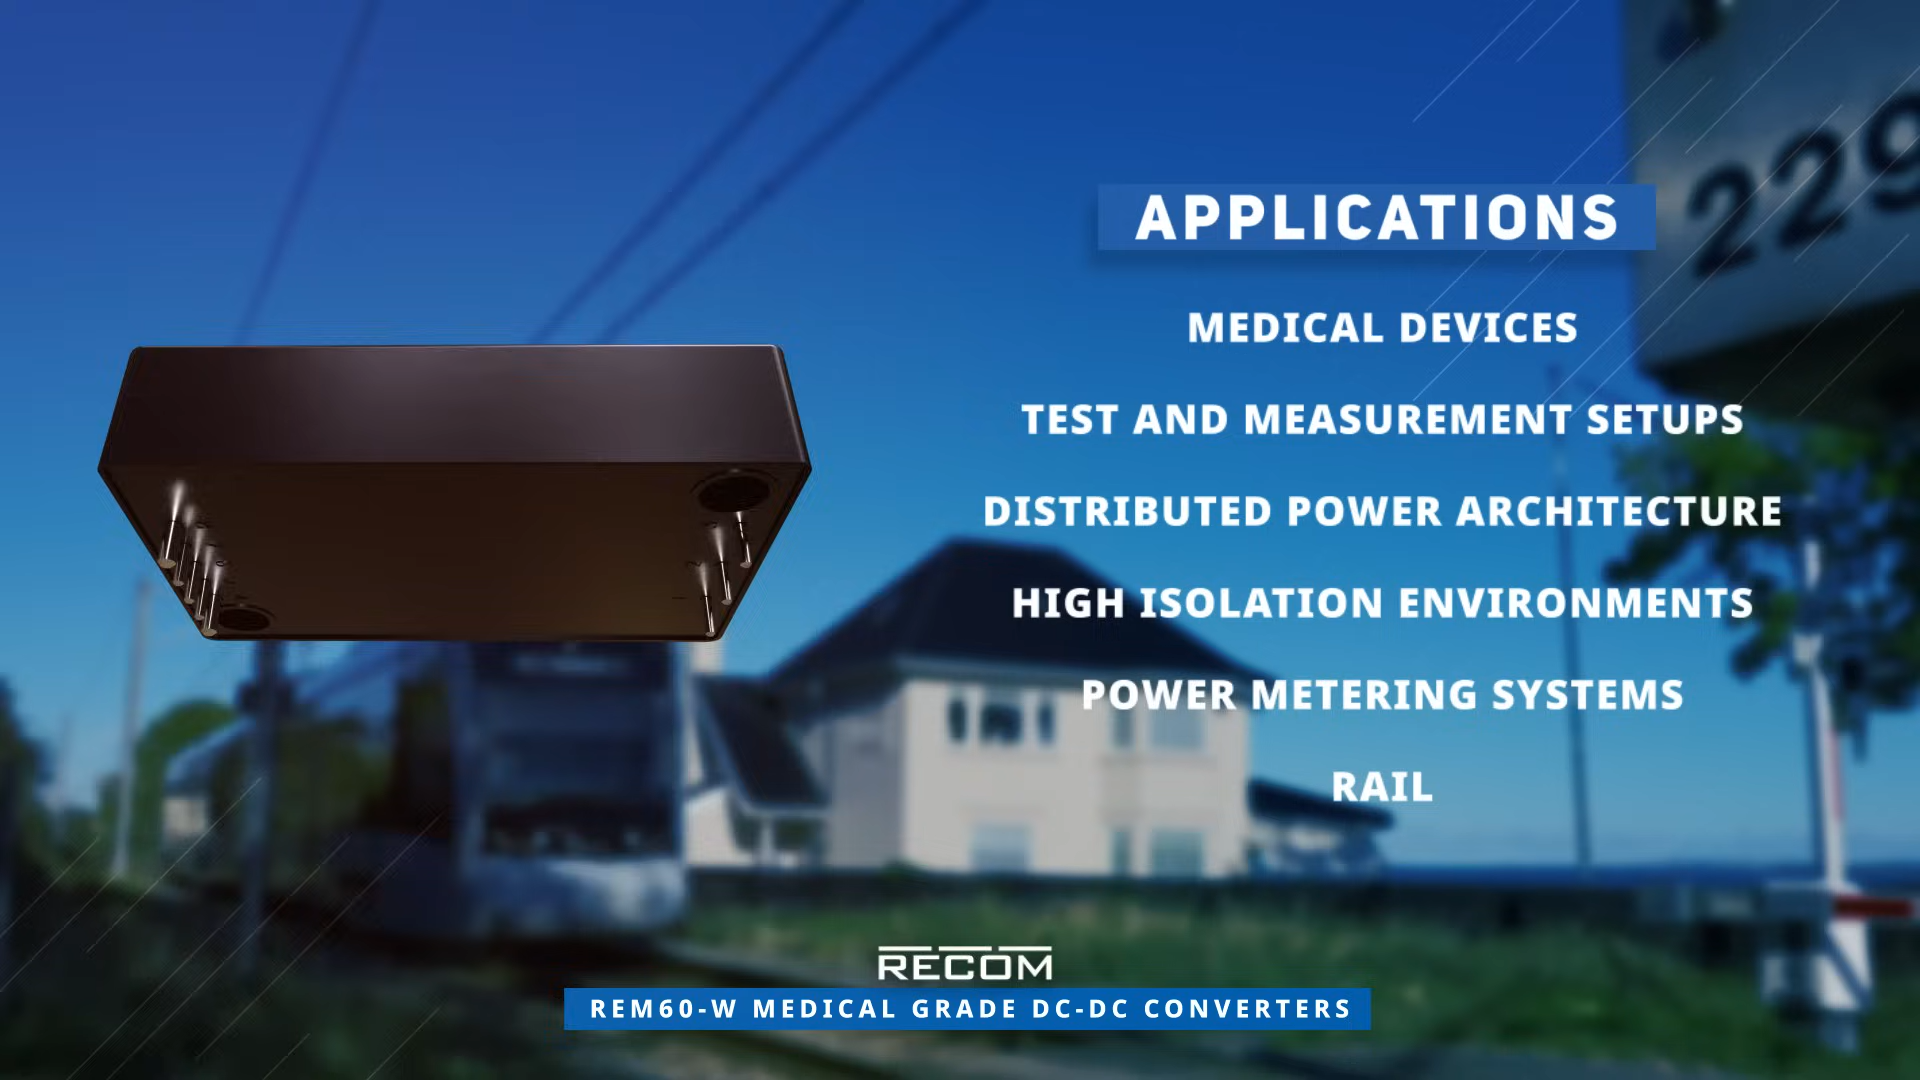 APPLICATIONS
MEDICAL DEVICES
TEST AND MEASUREMENT SETUPS
DISTRIBUTED POWER ARCHITECTURE
HIGH ISOLATION ENVIRONMENTS
POWER METERING SYSTEMS
RAIL
229
RECOM
REM60-W MEDICAL GRADE DC-DC CONVERTERS